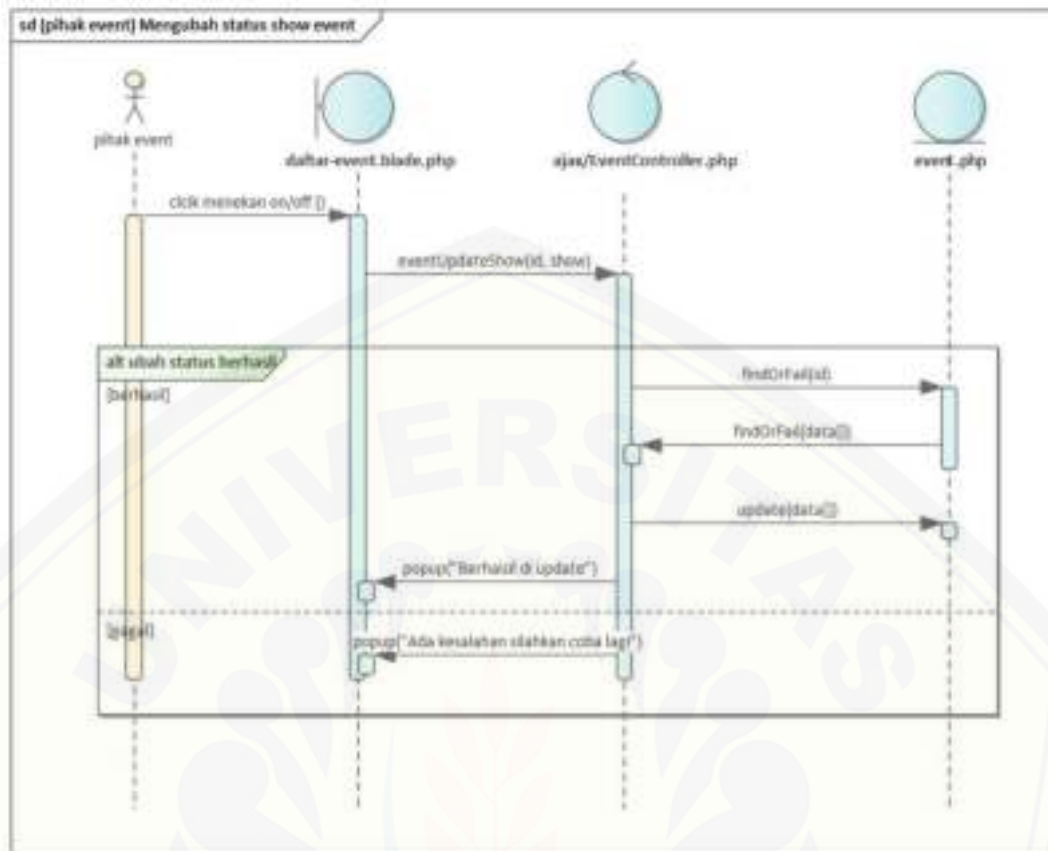 sd [pihak event] Mengubah status show event
pihak event
daftar-event.blade.php
ajax/EventController.php
event.php
clcik menekan on/off ()
eventUpdateShow(id, show)
alt ubah status berhasil
[berhasil]
findOrFail(id)
findOrFail(data[])
update(data[])
popup("Berhasil di update")
[gagal]
popup("Ada kesalahan silahkan coba lagi")
UNIVERSITAS